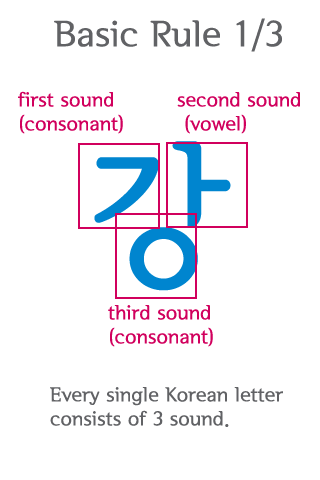 Basic Rule 1/3
first sound
(consonant)
second sound
(vowel)
강
third sound
(consonant)
Every single Korean letter
consists of 3 sound.